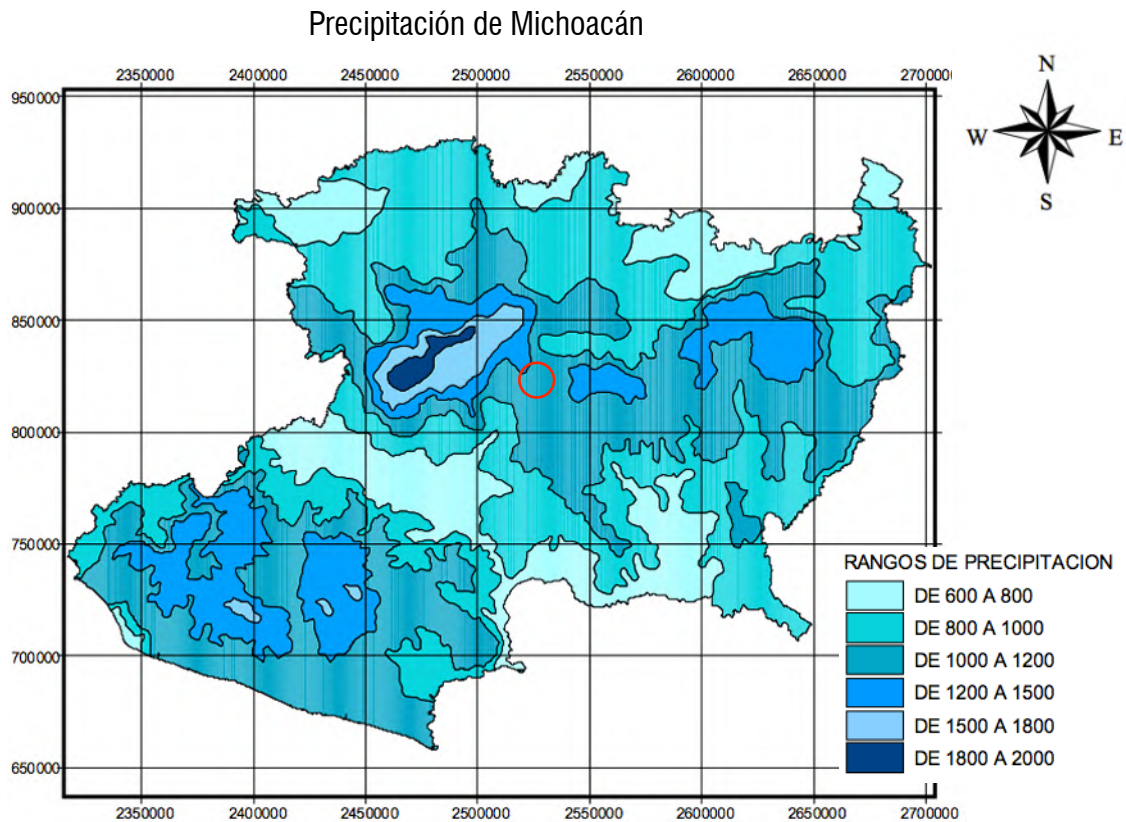 Precipitación de Michoacán
2350000 2400000 2450000 2500000 2550000 2600000 2650000 2700000
N
W E
S
950000
900000
850000
800000
750000
700000
650000
RANGOS DE PRECIPITACION
DE 600 A 800
DE 800 A 1000
DE 1000 A 1200
DE 1200 A 1500
DE 1500 A 1800
DE 1800 A 2000
2350000 2400000 2450000 2500000 2550000 2600000 2650000 2700000